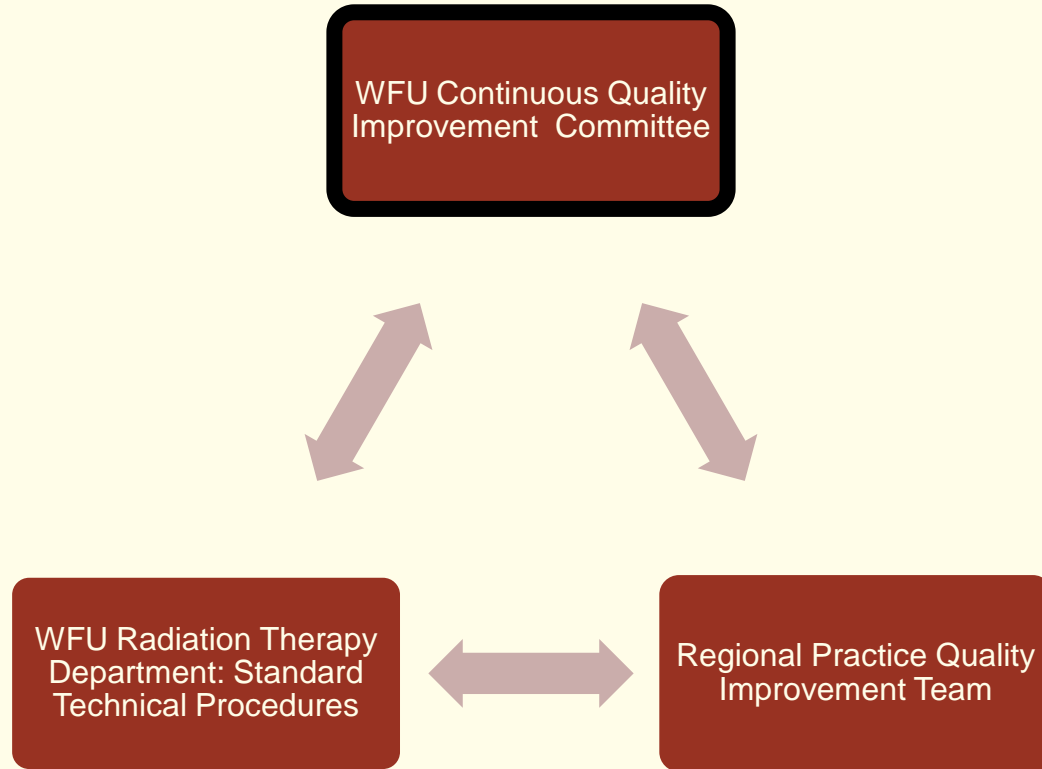 WFU Continuous Quality
Improvement  Committee
WFU Radiation Therapy
Department: Standard
Technical Procedures
Regional Practice Quality
Improvement Team